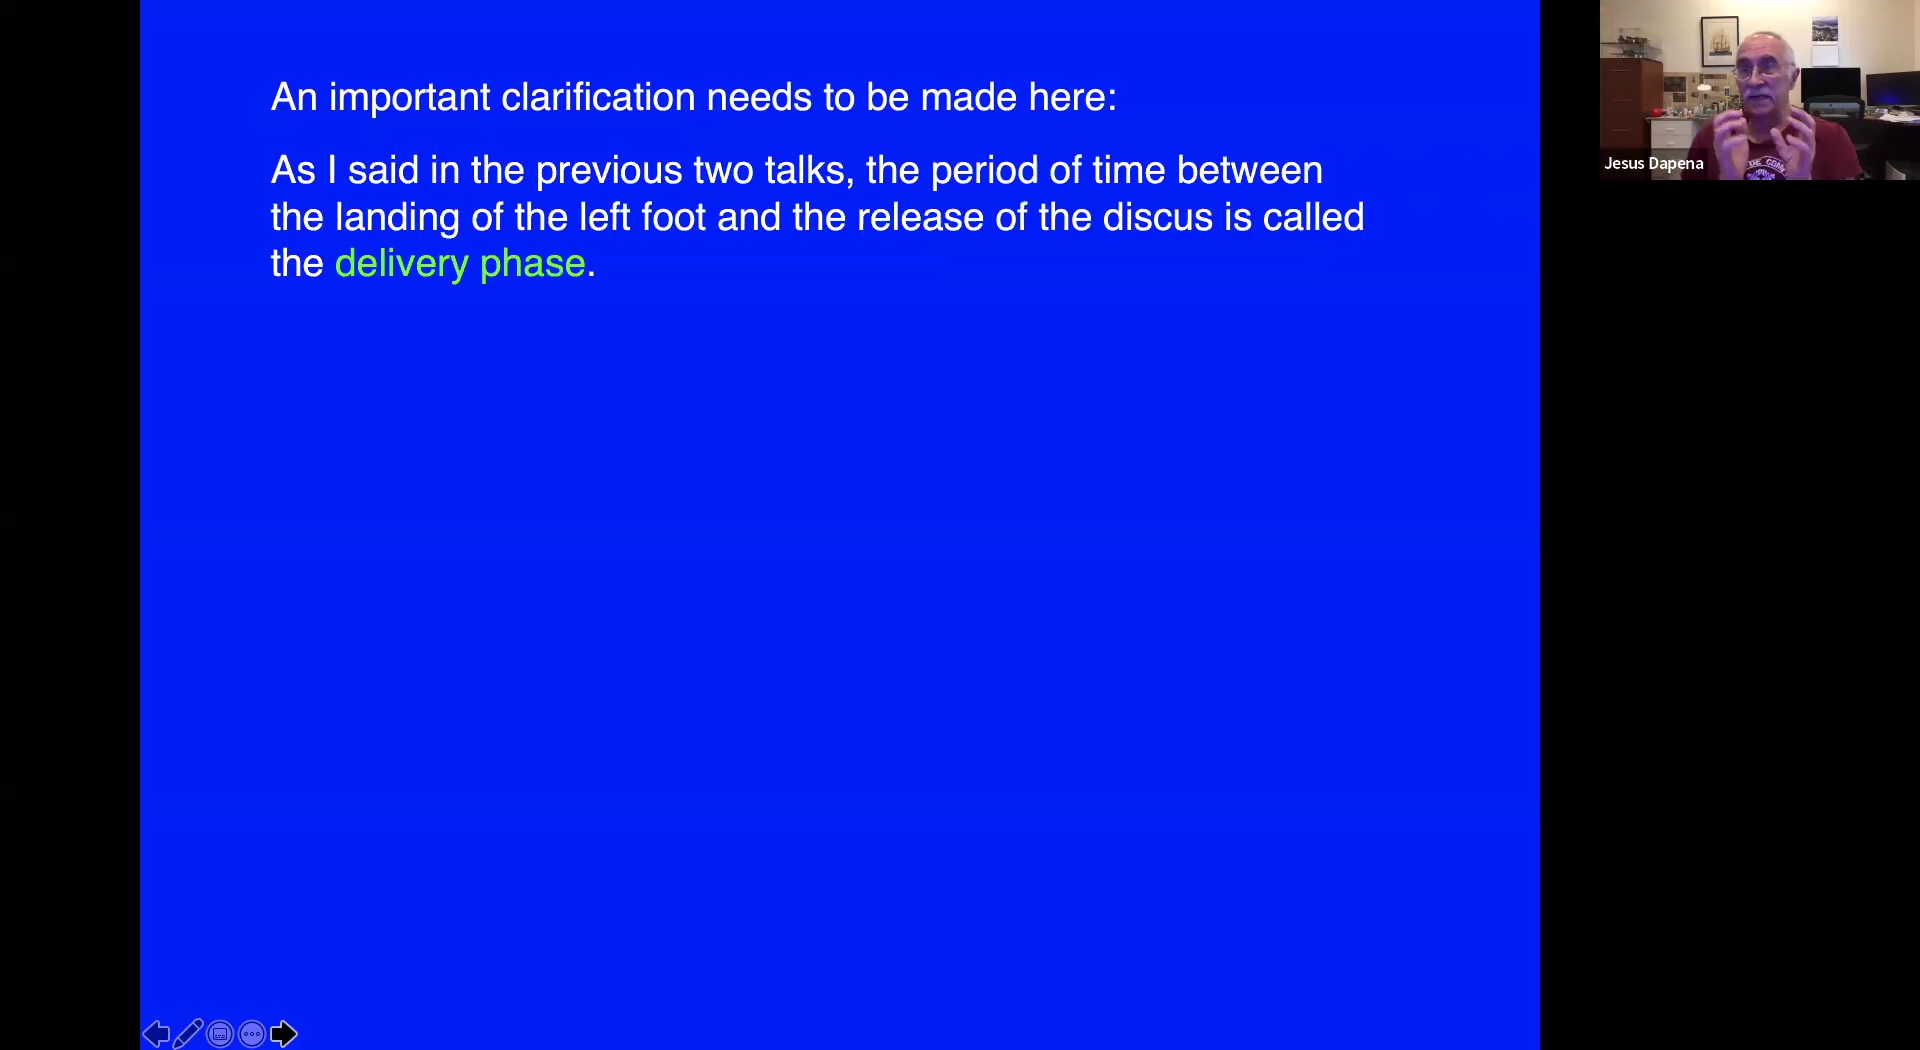 An important clarification needs to be made here:
As I said in the previous two talks, the period of time between
the landing of the left foot and the release of the discus is called
the delivery phase.
Jesus Dapena